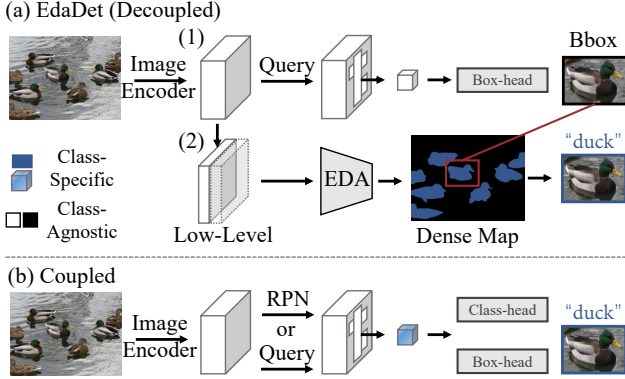 (a) EdaDet (Decoupled)
(1)
Image
Encoder
Query
Box-head
Bbox
(2)
Class-
Specific
Class-
Agnostic
Low-Level
EDA
Dense Map
“duck”
(b) Coupled
Image
Encoder
RPN
or
Query
Class-head
Box-head
“duck”